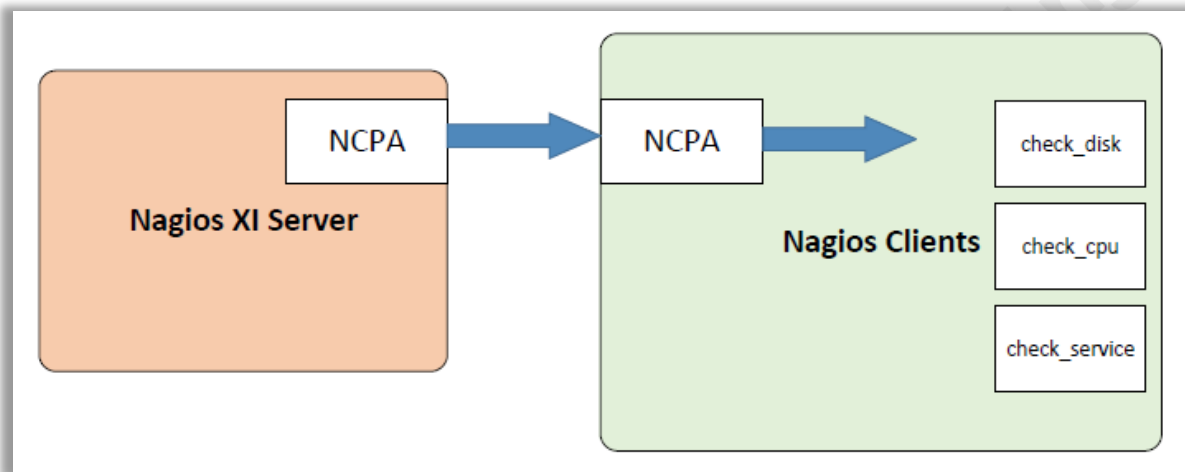 NCPA
Nagios XI Server
NCPA
Nagios Clients
check_disk
check_cpu
check_service